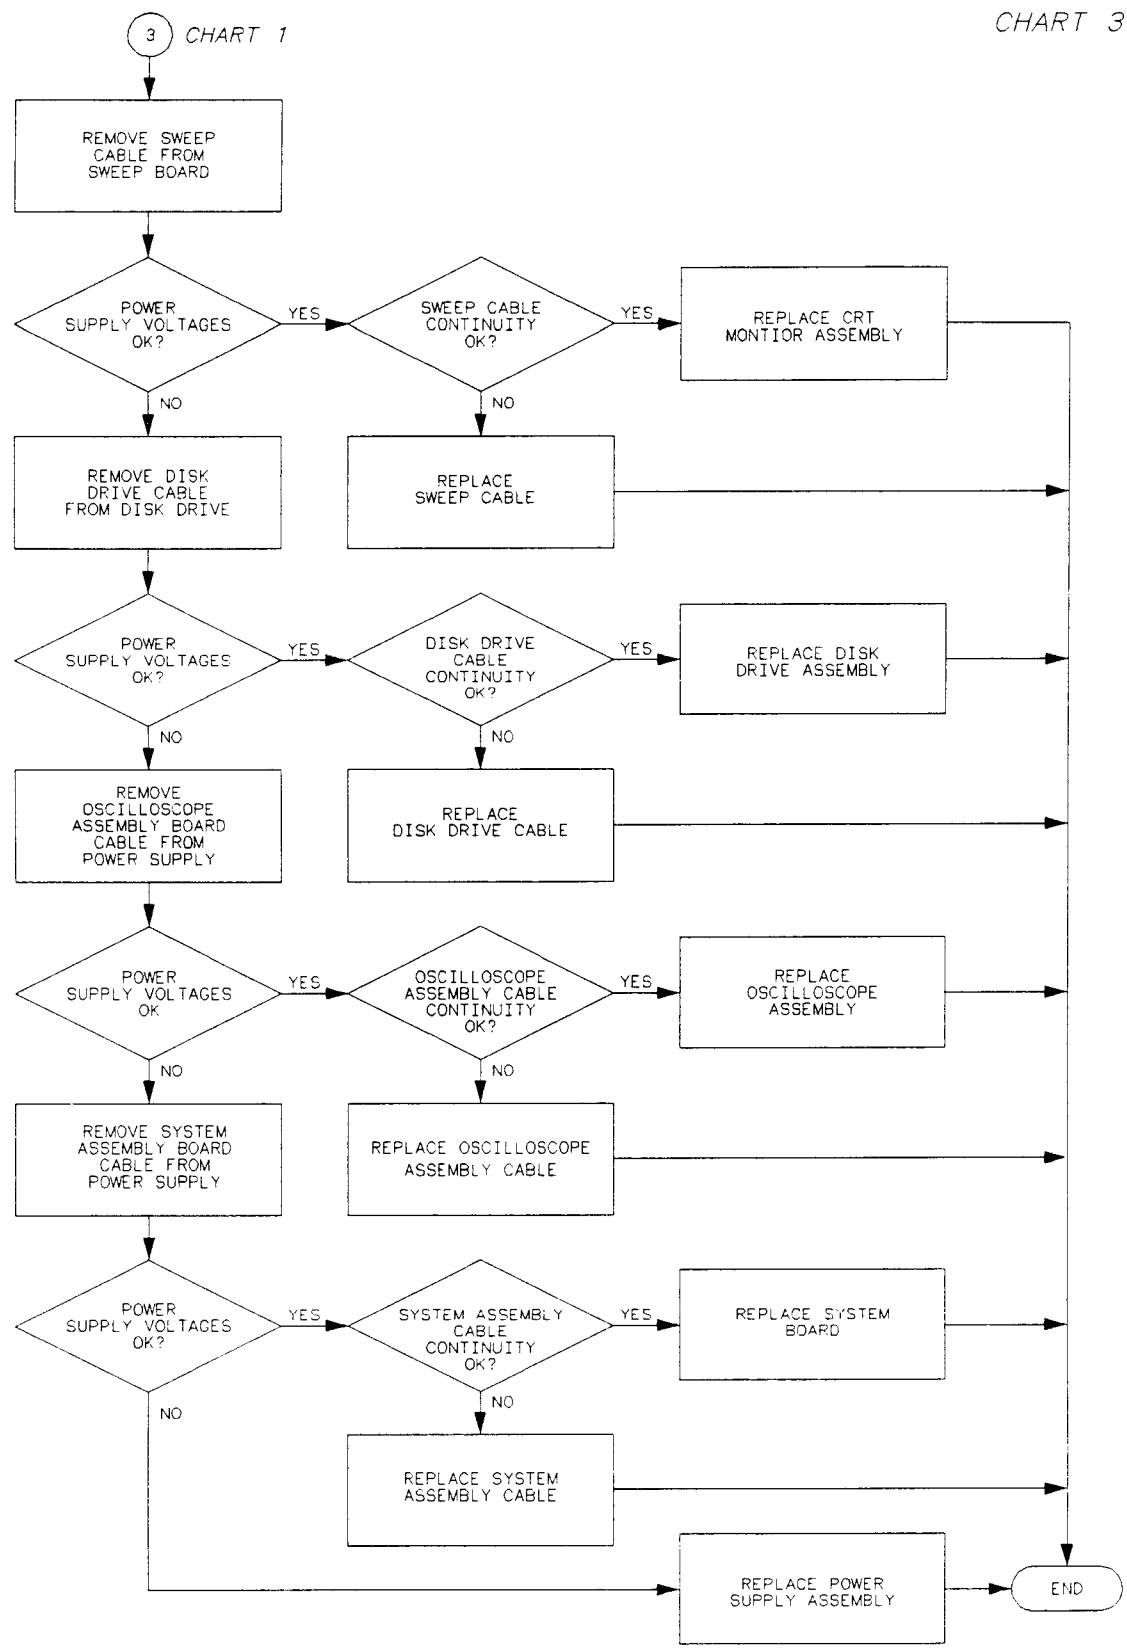 3 CHART 1
CHART 3
REMOVE SWEEP
CABLE FROM
SWEEP BOARD
POWER
SUPPLY VOLTAGES
OK?
YES
SWEEP CABLE
CONTINUITY
OK?
YES
REPLACE CRT
MONTIOR ASSEMBLY
NO
NO
REMOVE DISK
DRIVE CABLE
FROM DISK DRIVE
REPLACE
SWEEP CABLE
POWER
SUPPLY VOLTAGES
OK?
YES
DISK DRIVE
CABLE
CONTINUITY
OK?
YES
REPLACE DISK
DRIVE ASSEMBLY
NO
NO
REMOVE
OSCILLOSCOPE
ASSEMBLY BOARD
CABLE FROM
POWER SUPPLY
REPLACE
DISK DRIVE CABLE
POWER
SUPPLY VOLTAGES
OK
YES
OSCILLOSCOPE
ASSEMBLY CABLE
CONTINUITY
OK?
YES
REPLACE
OSCILLOSCOPE
ASSEMBLY
NO
NO
REMOVE SYSTEM
ASSEMBLY BOARD
CABLE FROM
POWER SUPPLY
REPLACE OSCILLOSCOPE
ASSEMBLY CABLE
POWER
SUPPLY VOLTAGES
OK?
YES
SYSTEM ASSEMBLY
CABLE
CONTINUITY
OK?
YES
REPLACE SYSTEM
BOARD
NO
NO
REPLACE SYSTEM
ASSEMBLY CABLE
REPLACE POWER
SUPPLY ASSEMBLY
END